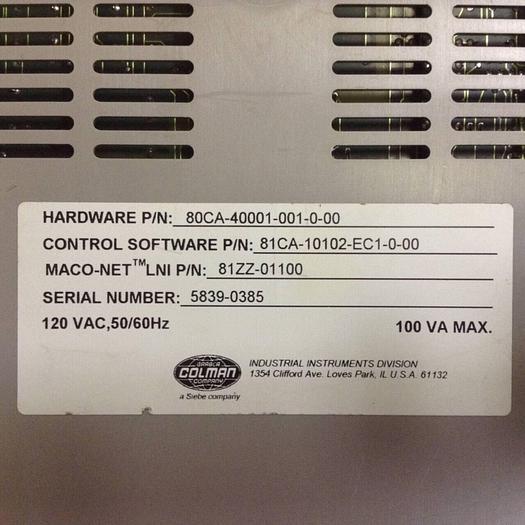 HARDWARE P/N: 80CA-40001-001-0-00
CONTROL SOFTWARE P/N: 81CA-10102-EC1-0-00
MACO-NET™LNI P/N: 81ZZ-01100
SERIAL NUMBER: 5839-0385
120 VAC,50/60Hz 100 VA MAX.
BARBER
COLMAN
COMPANY
a Siebe company
INDUSTRIAL INSTRUMENTS DIVISION
1354 Clifford Ave. Loves Park, IL U.S.A. 61132